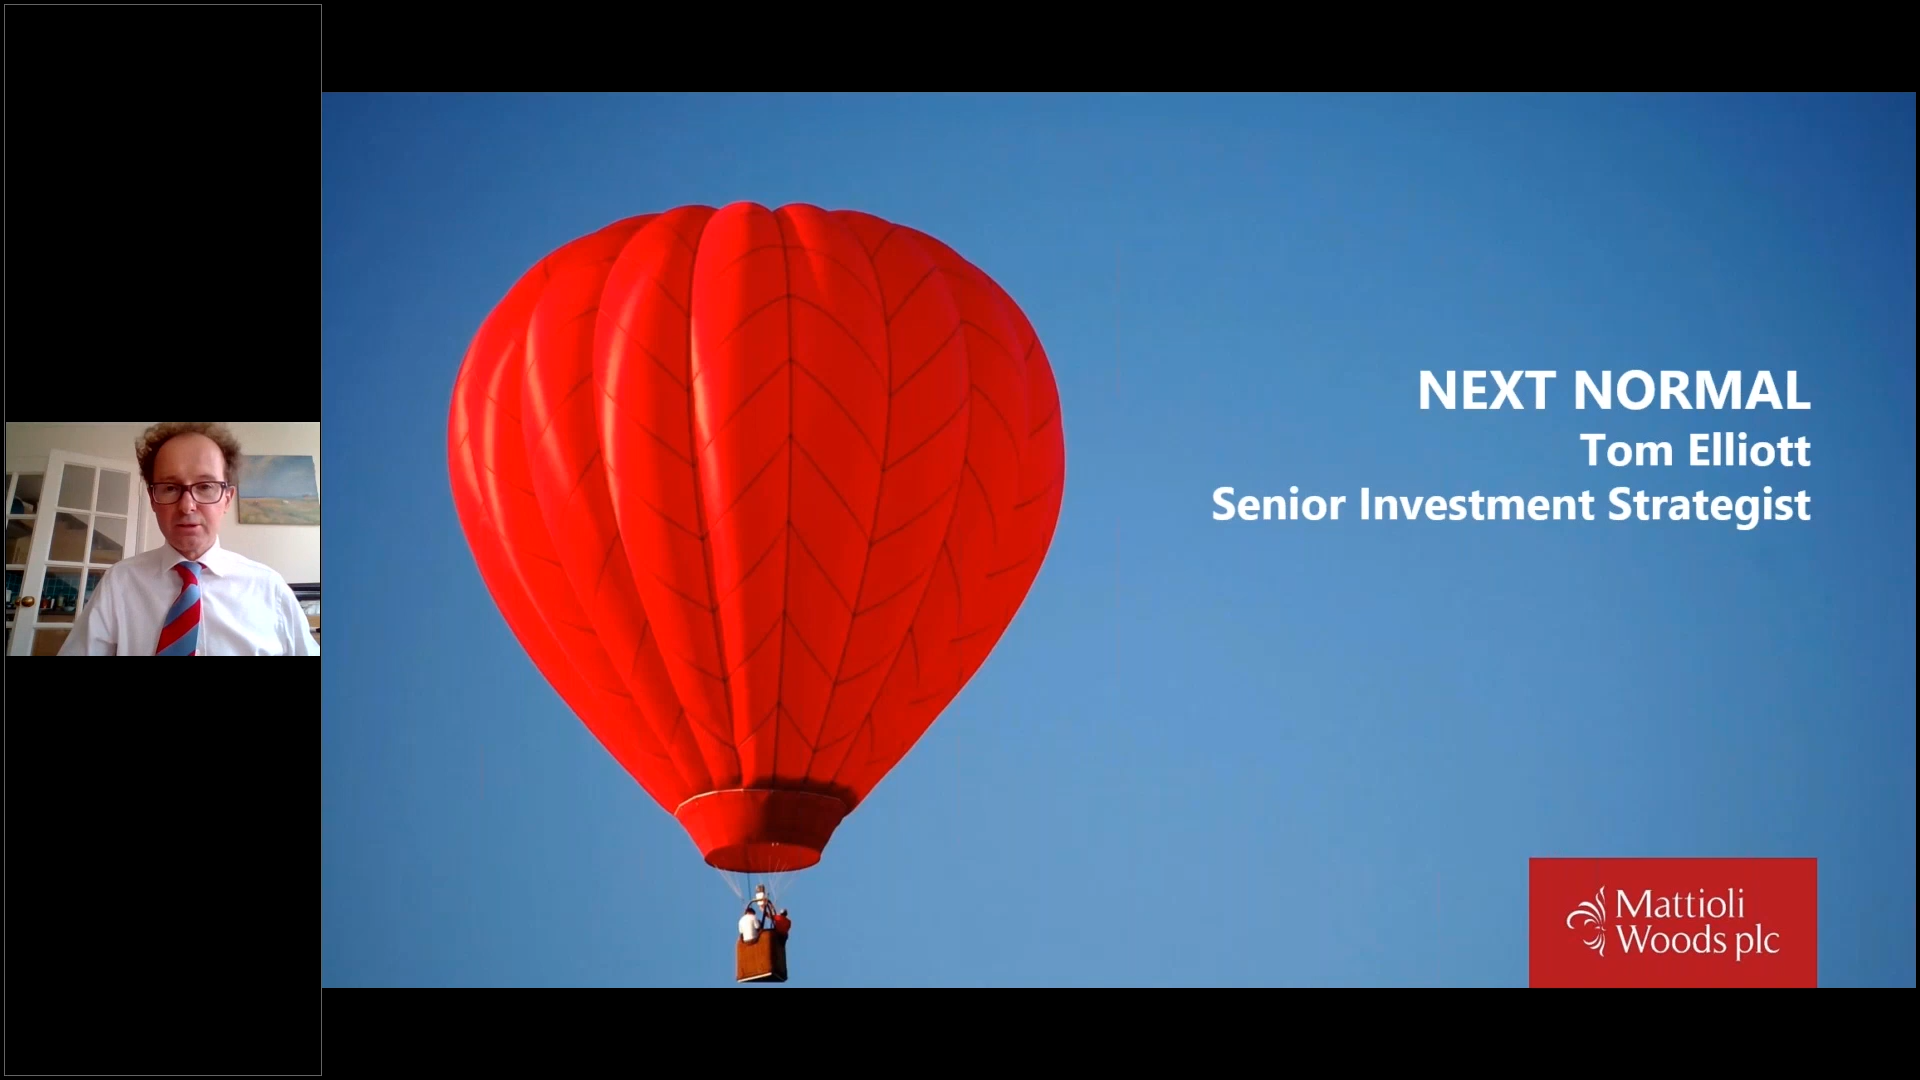 NEXT NORMAL
Tom Elliott
Senior Investment Strategist
Mattioli
Woods plc